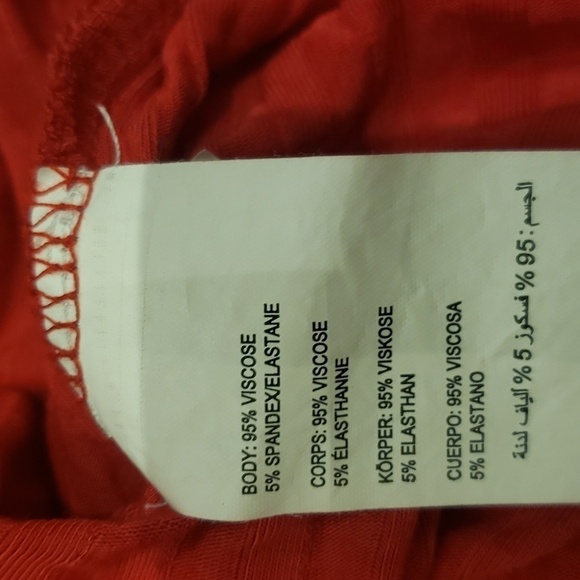 BODY: 95% VISCOSE
5% SPANDEX/ELASTANE
CORPS: 95% VISCOSE
5% ÉLASTHANNE
KÖRPER: 95% VISKOSE
5% ELASTHAN
CUERPO: 95% VISCOSA
5% ELASTANO
الجسم : 95 % فسكوز 5 % ألياف لدنة